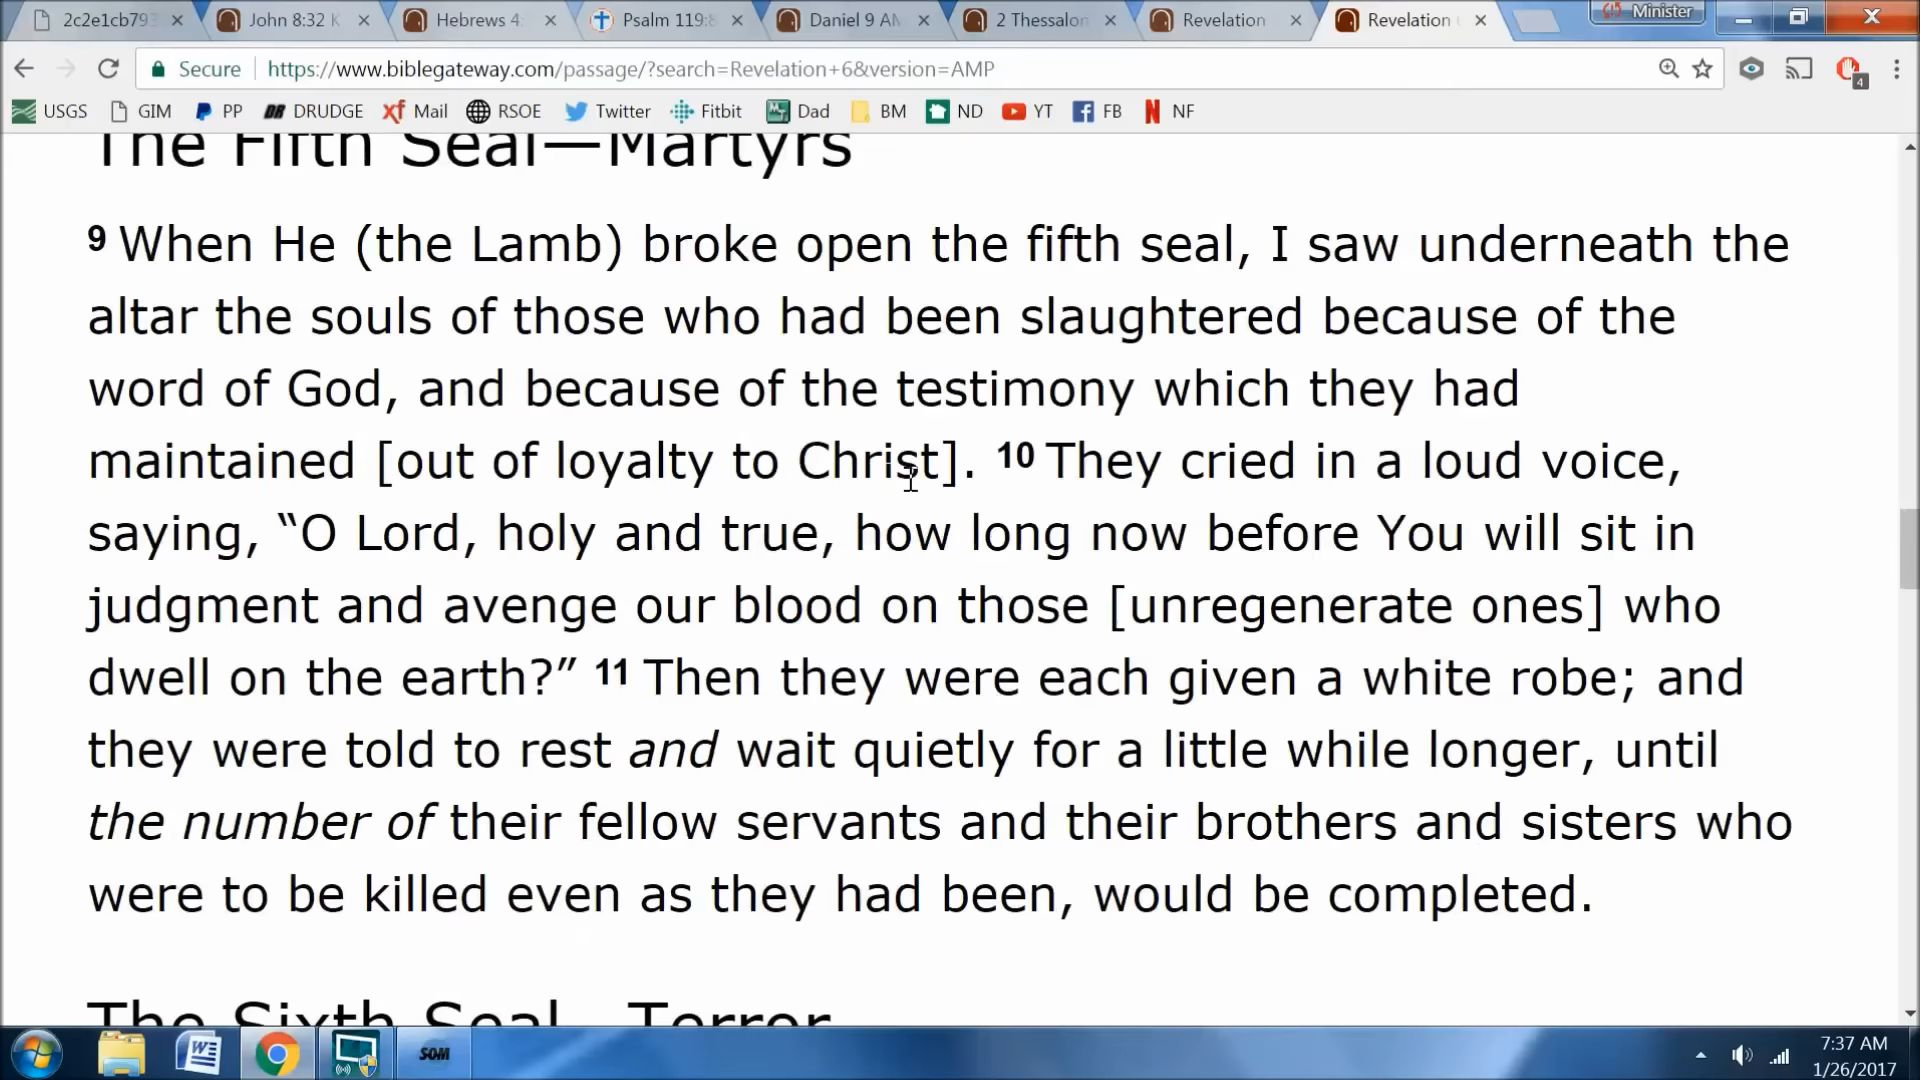 2c2e1cb793
John 8:32 K
Hebrews 4:
Psalm 119:8
Daniel 9 AM
2 Thessalon
Revelation
Revelation
Minister
Secure https://www.biblegateway.com/passage/?search=Revelation+6&version=AMP
4
USGS GIM PP DRUDGE Mail RSOE Twitter Fitbit Dad BM ND YT FB NF
The Fifth Seal—Martyrs
9 When He (the Lamb) broke open the fifth seal, I saw underneath the
altar the souls of those who had been slaughtered because of the
word of God, and because of the testimony which they had
maintained [out of loyalty to Christ]. 10 They cried in a loud voice,
saying, “O Lord, holy and true, how long now before You will sit in
judgment and avenge our blood on those [unregenerate ones] who
dwell on the earth?” 11 Then they were each given a white robe; and
they were told to rest and wait quietly for a little while longer, until
the number of their fellow servants and their brothers and sisters who
were to be killed even as they had been, would be completed.
The Sixth Seal—Terror
SOM
7:37 AM
1/26/2017